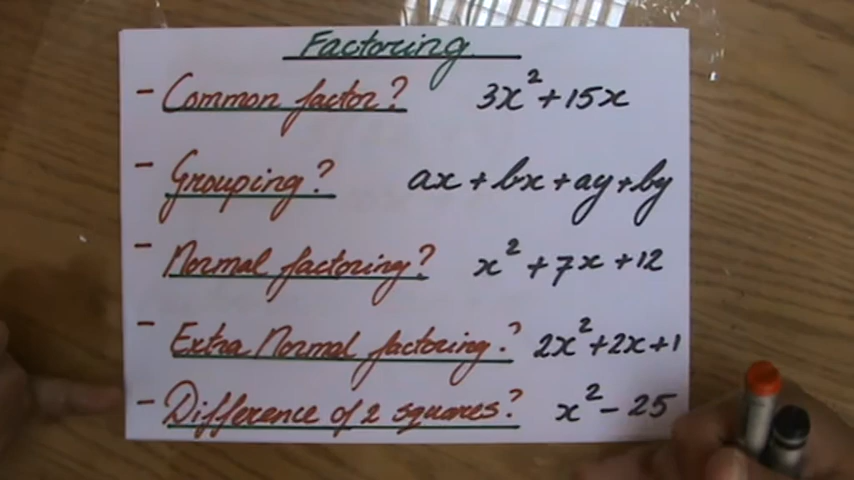 Factoring
- Common factor? 3x² + 15x
- Grouping? ax + bx + ay + by
- Normal factoring? x² + 7x + 12
- Extra Normal factoring? 2x² + 2x + 1
- Difference of 2 squares? x² - 25